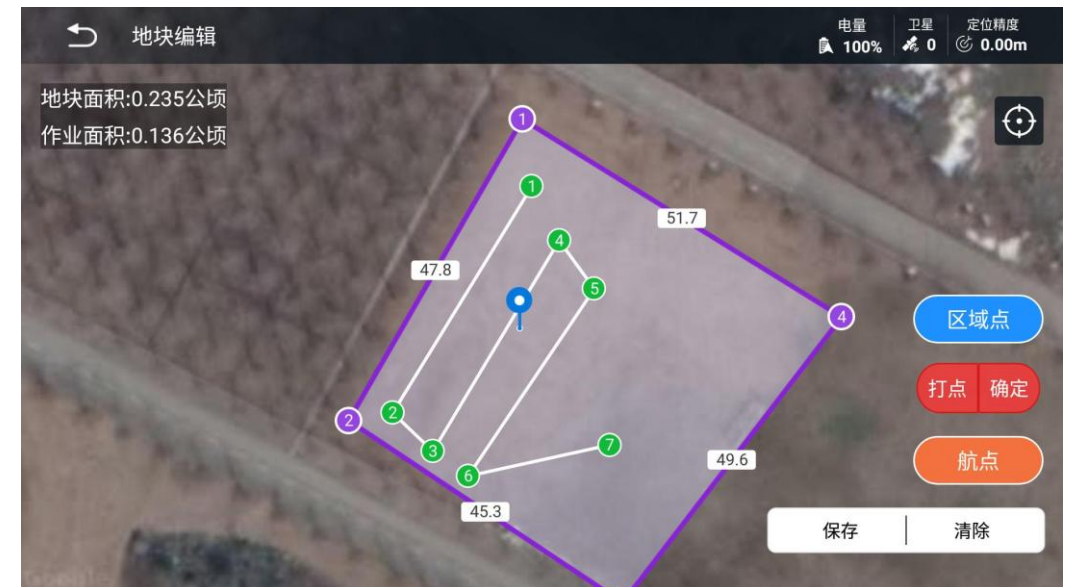 地块编辑
电量
100%
卫星
0
定位精度
0.00m
地块面积:0.235公顷
作业面积:0.136公顷
1
1
51.7
4
47.8
5
4
区域点
打点
确定
2
2
3
7
6
49.6
航点
45.3
保存
清除